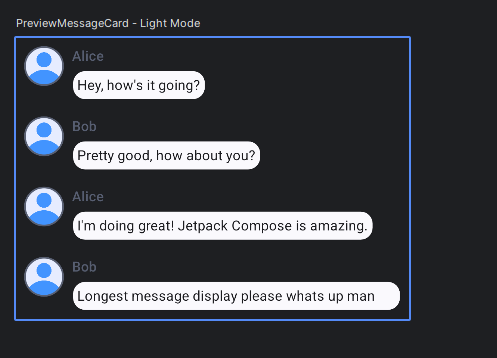 PreviewMessageCard - Light Mode
Alice
Hey, how's it going?
Bob
Pretty good, how about you?
Alice
I'm doing great! Jetpack Compose is amazing.
Bob
Longest message display please whats up man